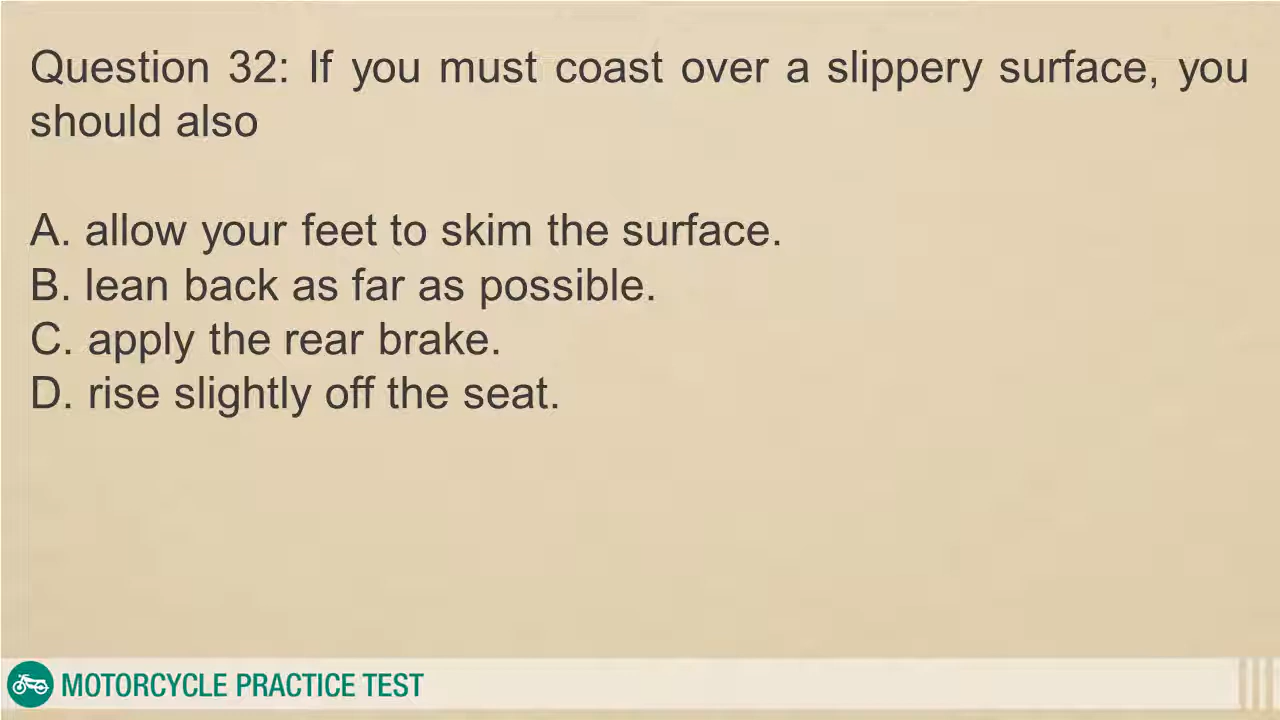 Question 32: If you must coast over a slippery surface, you
should also
A. allow your feet to skim the surface.
B. lean back as far as possible.
C. apply the rear brake.
D. rise slightly off the seat.
MOTORCYCLE PRACTICE TEST